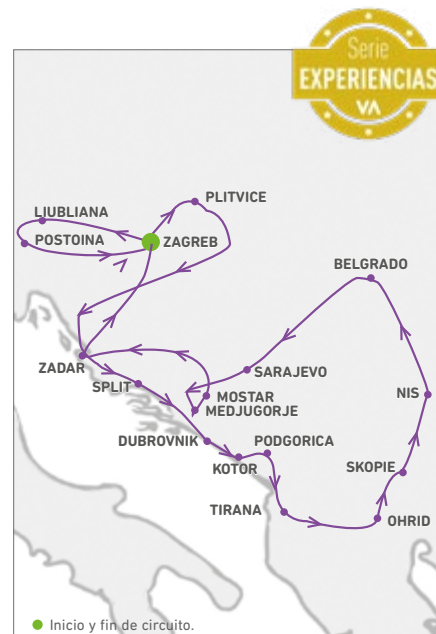 Serie
EXPERIENCIAS
VA
PLITVICE
LIUBLIANA
POSTOINA
ZAGREB
BELGRADO
ZADAR
SARAJEVO
SPLIT
MOSTAR
NIS
MEDJUGORJE
DUBROVNIK
PODGORICA
KOTOR
SKOPIE
TIRANA
OHRID
Inicio y fin de circuito.